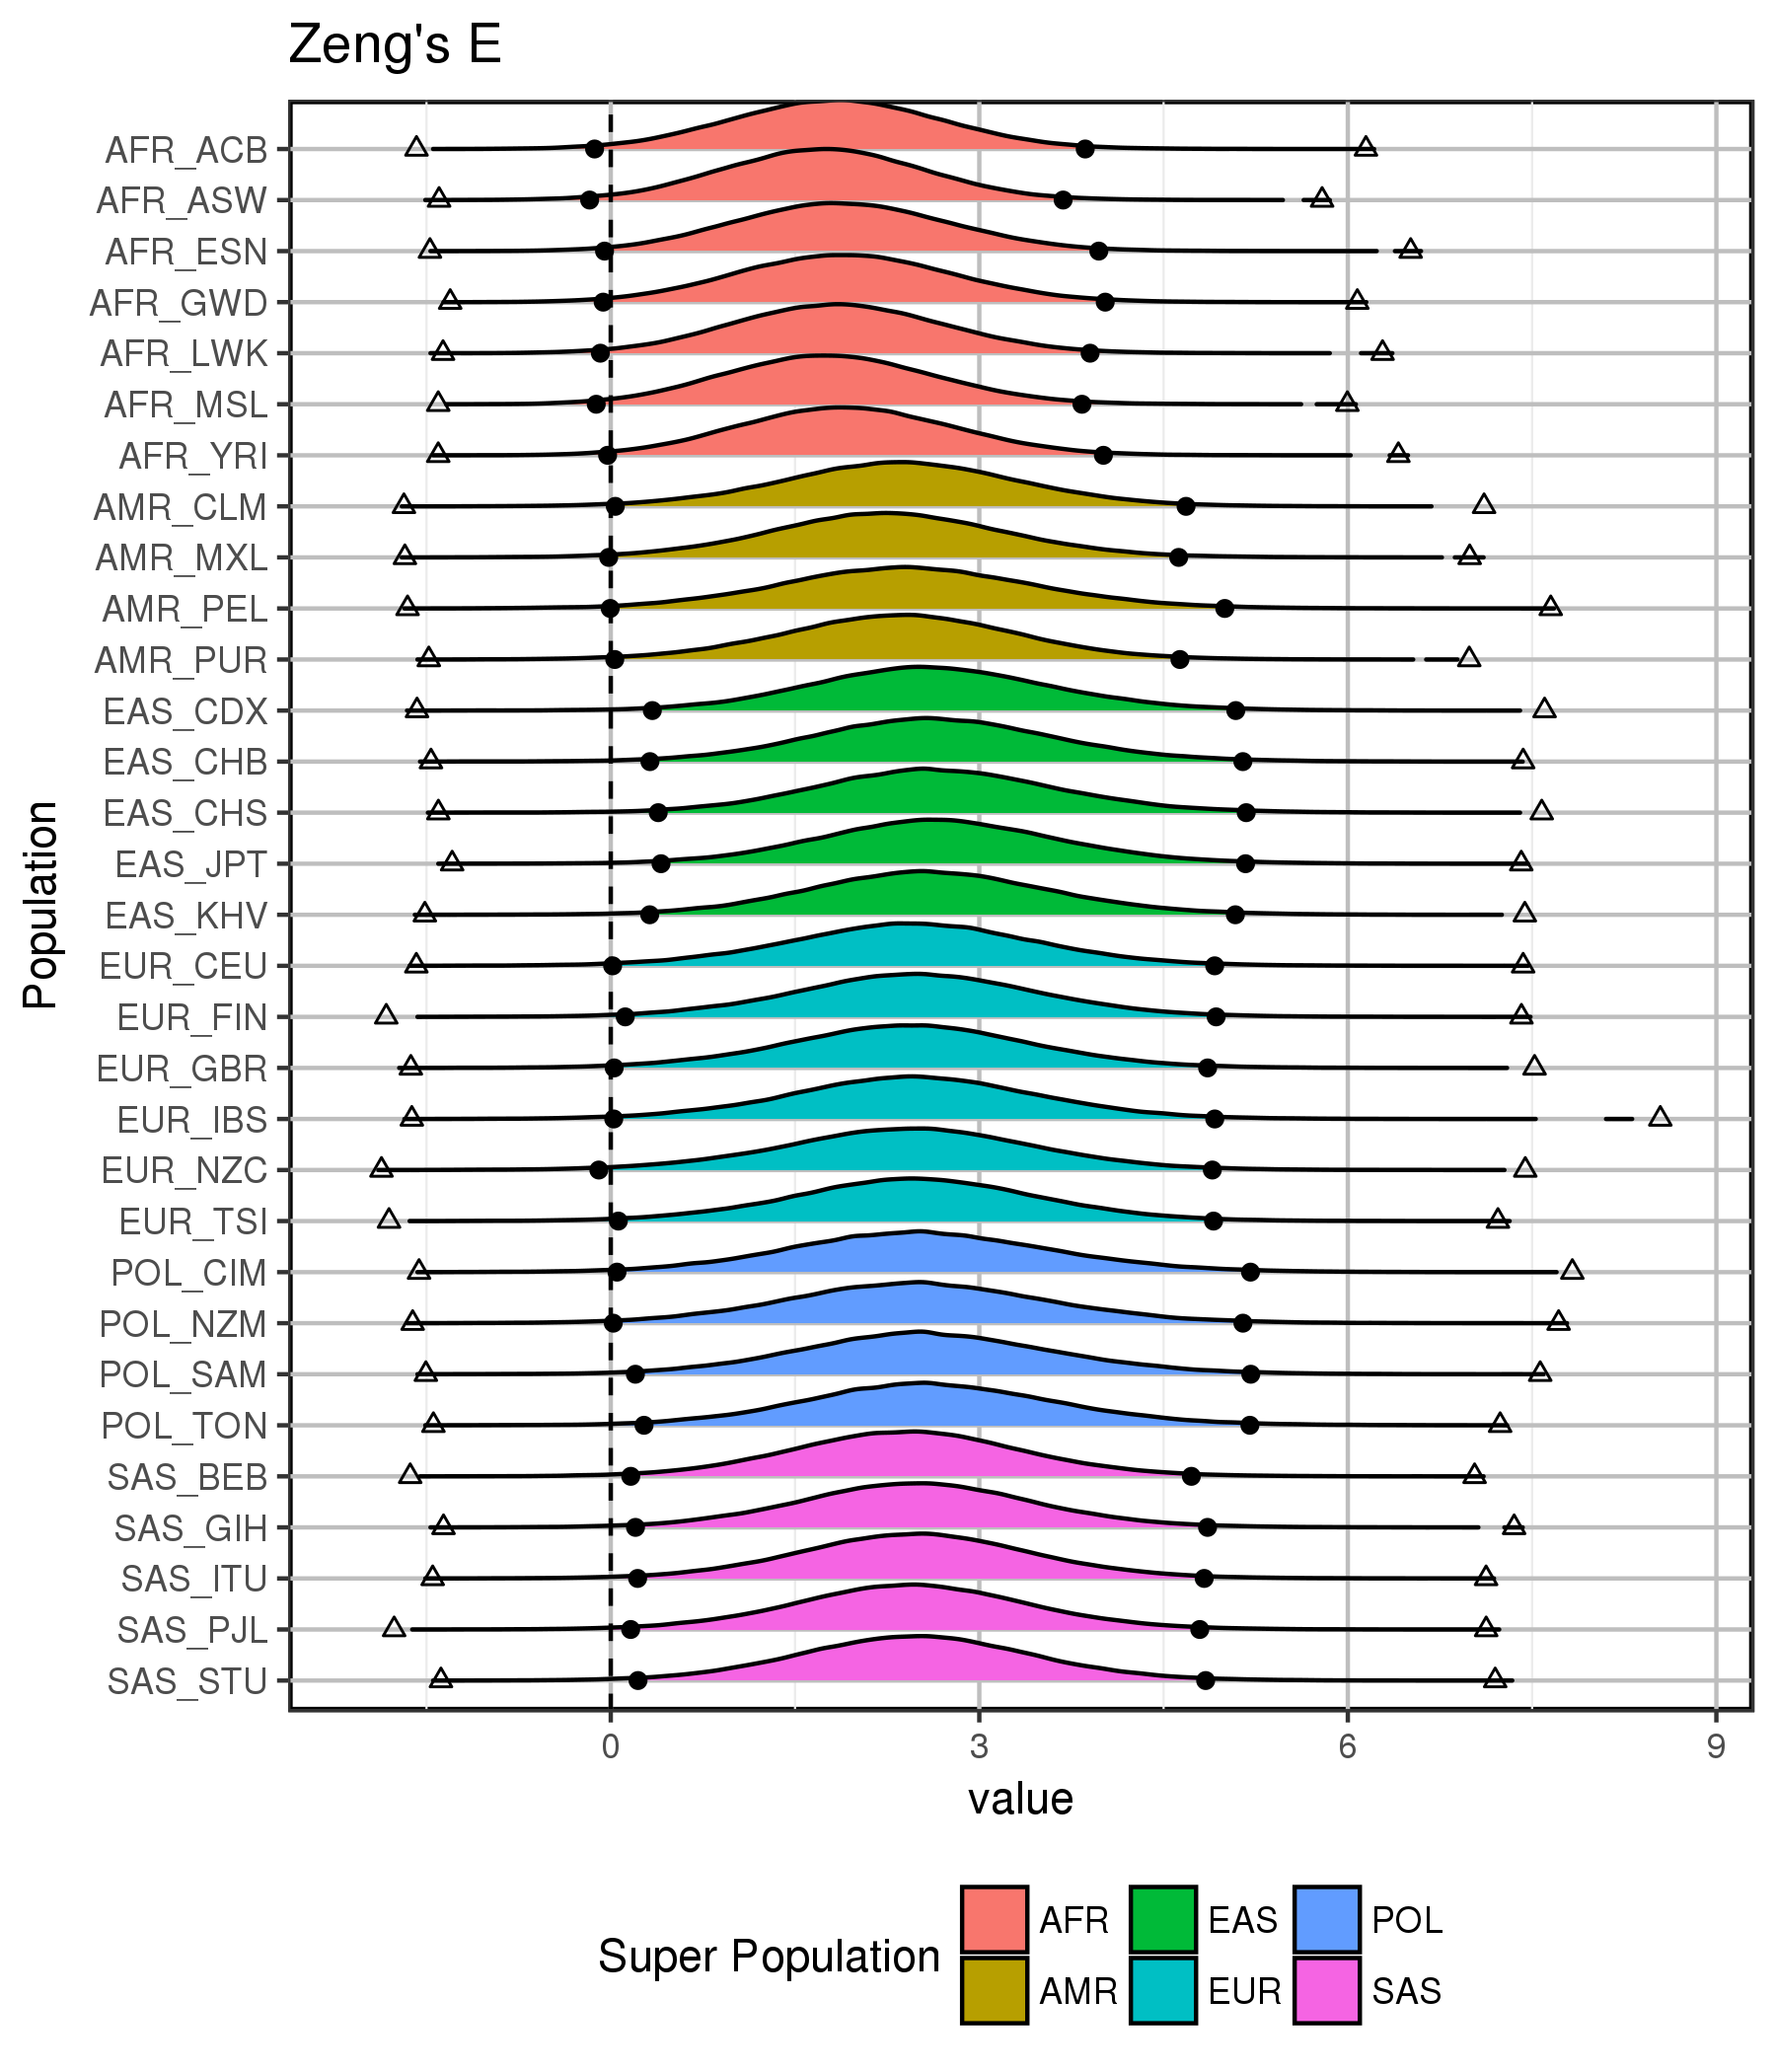 Zeng's E
AFR_ACB
AFR_ASW
AFR_ESN
AFR_GWD
AFR_LWK
AFR_MSL
AFR_YRI
AMR_CLM
AMR_MXL
AMR_PEL
AMR_PUR
EAS_CDX
EAS_CHB
EAS_CHS
EAS_JPT
EAS_KHV
EUR_CEU
EUR_FIN
EUR_GBR
EUR_IBS
EUR_NZC
EUR_TSI
POL_CIM
POL_NZM
POL_SAM
POL_TON
SAS_BEB
SAS_GIH
SAS_ITU
SAS_PJL
SAS_STU
Population
0 3 6 9
value
Super Population
AFR EAS POL
AMR EUR SAS